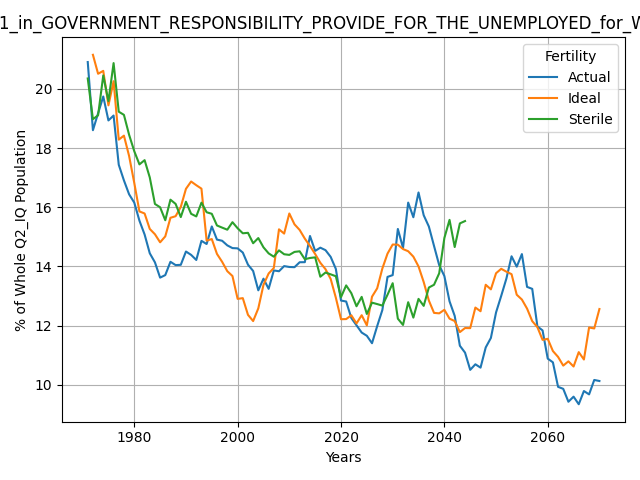 1_in_GOVERNMENT_RESPONSIBILITY_PROVIDE_FOR_THE_UNEMPLOYED_for_W
Fertility
Actual
Ideal
Sterile
% of Whole Q2_IQ Population
20
18
16
14
12
10
1980
2000
2020
2040
2060
Years